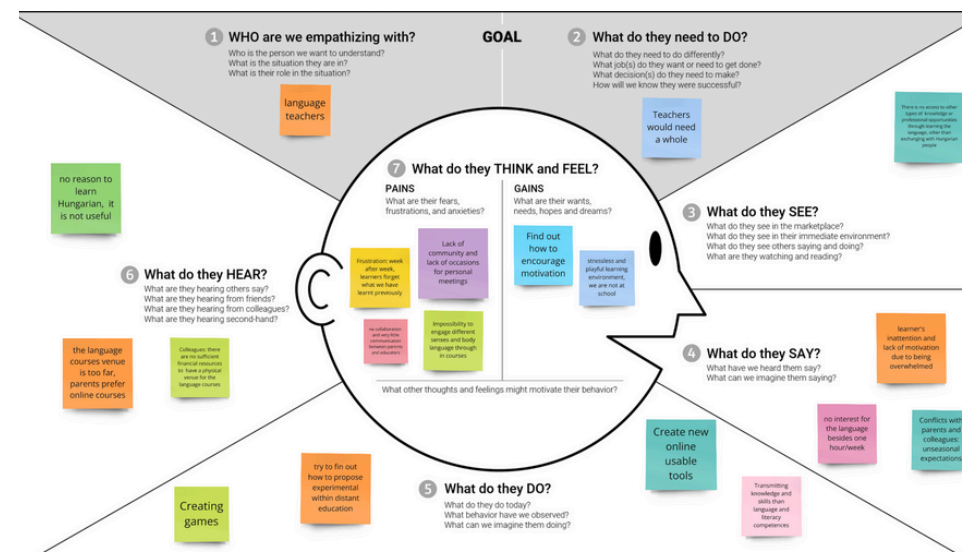 1 WHO are we empathizing with?
Who is the person we want to understand?
What is the situation they are in?
What is their role in the situation?
language
teachers
GOAL
2 What do they need to DO?
What do they need to do differently?
What job(s) do they want or need to get done?
What decision(s) do they need to make?
How will we know they were successful?
Teachers
would need
a whole
There is no access to other
types of knowledge or
professional opportunities
through learning the
language, other than
exchanging with Hungarian
people
3 What do they SEE?
What do they see in the marketplace?
What do they see in their immediate environment?
What do they see others saying and doing?
What are they watching and reading?
4 What do they SAY?
What have we heard them say?
What can we imagine them saying?
learner's
inattention and
lack of motivation
due to being
overwhelmed
no interest for
the language
besides one
hour/week
Conflicts with
parents and
colleagues:
unseasonal
expectations
Transmitting
knowledge and
skills than
language and
literacy
competences
Create new
online
usable
tools
5 What do they DO?
What do they do today?
What behavior have we observed?
What can we imagine them doing?
try to fin out
how to propose
experimental
within distant
education
Creating
games
6 What do they HEAR?
What are they hearing others say?
What are they hearing from friends?
What are they hearing from colleagues?
What are they hearing second-hand?
no reason to
learn
Hungarian, it
is not useful
the language
courses venue
is too far,
parents prefer
online courses
Colleagues: there
are no sufficient
financial resources
to have a physical
venue for the
language courses
7 What do they THINK and FEEL?
PAINS
What are their fears,
frustrations, and anxieties?
Frustration: week
after week,
learners forget
what we have
learnt previously
Lack of
community and
lack of occasions
for personal
meetings
no collaboration
and very little
communication
between parents
and educators
Impossibility to
engage different
senses and body
language through
in courses
GAINS
What are their wants,
needs, hopes and dreams?
Find out
how to
encourage
motivation
stressless and
playful learning
environment,
we are not at
school
What other thoughts and feelings might motivate their behavior?